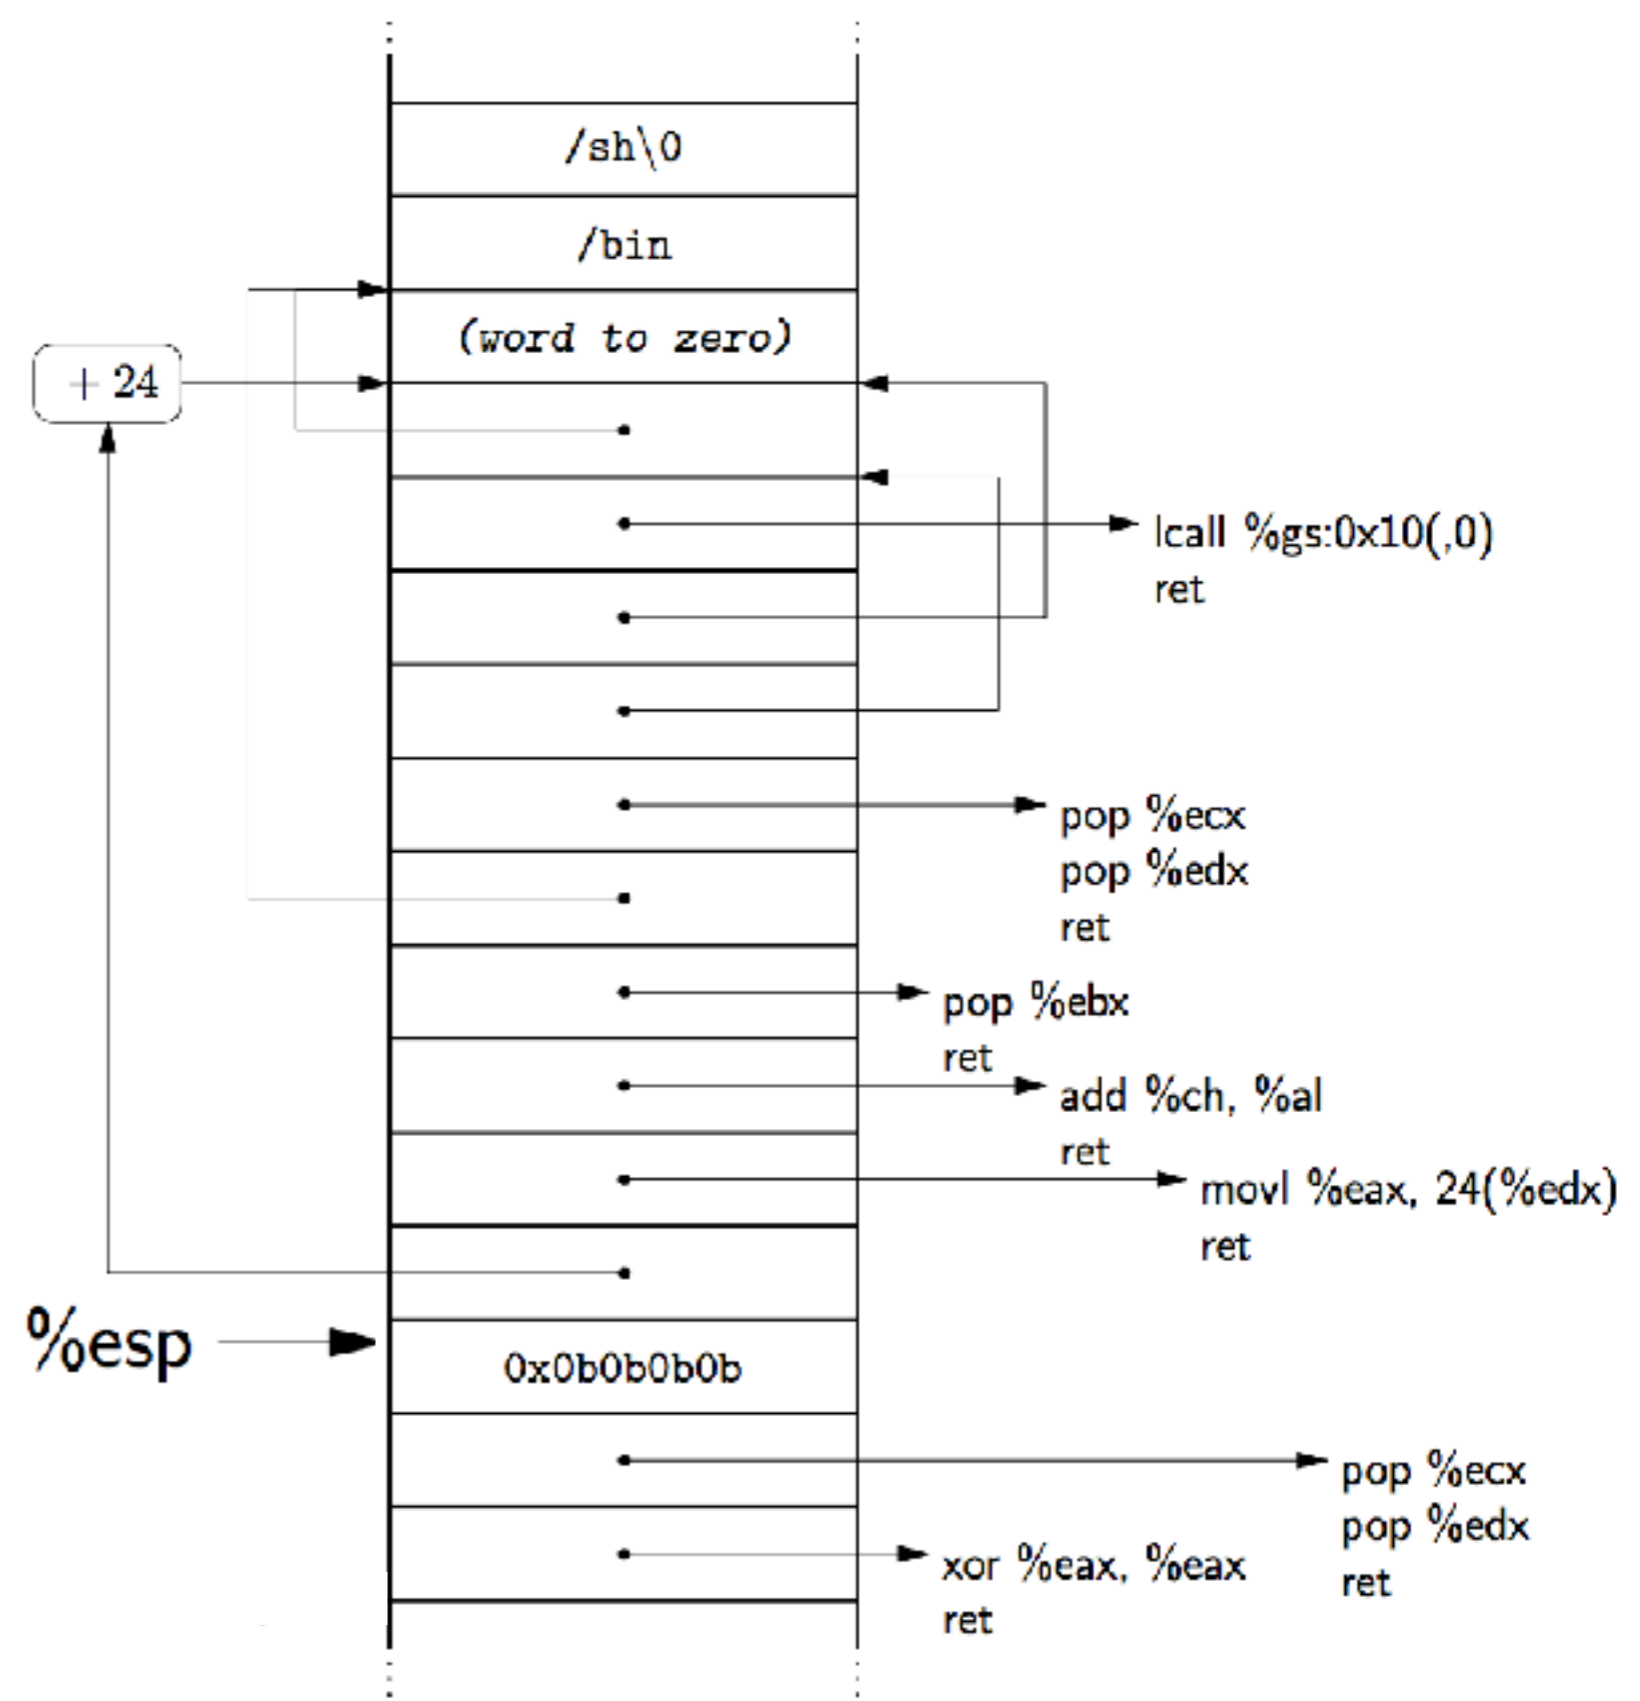 /sh\0
/bin
(word to zero)
+ 24
lcall %gs:0x10(,0)
ret
pop %ecx
pop %edx
ret
pop %ebx
ret
add %ch, %al
ret
movl %eax, 24(%edx)
ret
%esp
0x0b0b0b0b
pop %ecx
pop %edx
ret
xor %eax, %eax
ret